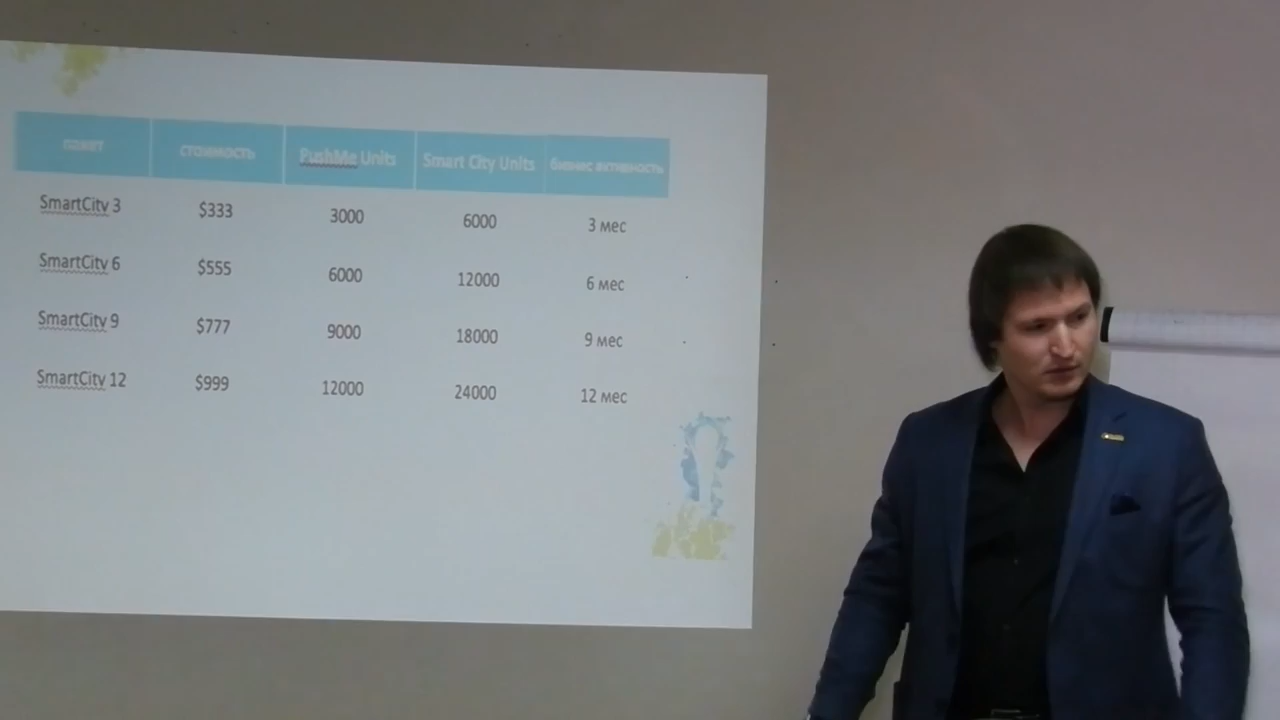 пакет стоимость PushMe Units Smart City Units бизнес активность
SmartCity 3 $333 3000 6000 3 мес
SmartCity 6 $555 6000 12000 6 мес
SmartCity 9 $777 9000 18000 9 мес
SmartCity 12 $999 12000 24000 12 мес